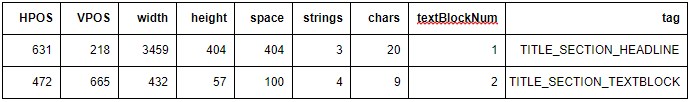 HPOS VPOS width height space strings chars textBlockNum tag
631 218 3459 404 404 3 20 1 TITLE_SECTION_HEADLINE
472 665 432 57 100 4 9 2 TITLE_SECTION_TEXTBLOCK